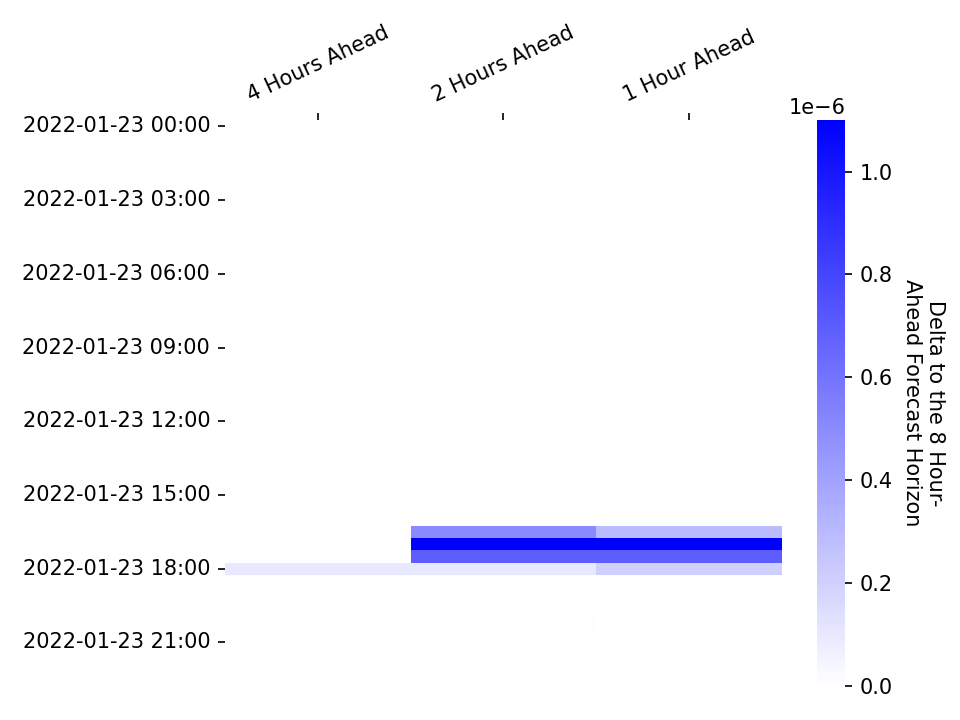 4 Hours Ahead
2 Hours Ahead
1 Hour Ahead
1e−6
2022-01-23 00:00
2022-01-23 03:00
2022-01-23 06:00
2022-01-23 09:00
2022-01-23 12:00
2022-01-23 15:00
2022-01-23 18:00
2022-01-23 21:00
1.0
0.8
0.6
0.4
0.2
0.0
Delta to the 8 Hour-
Ahead Forecast Horizon